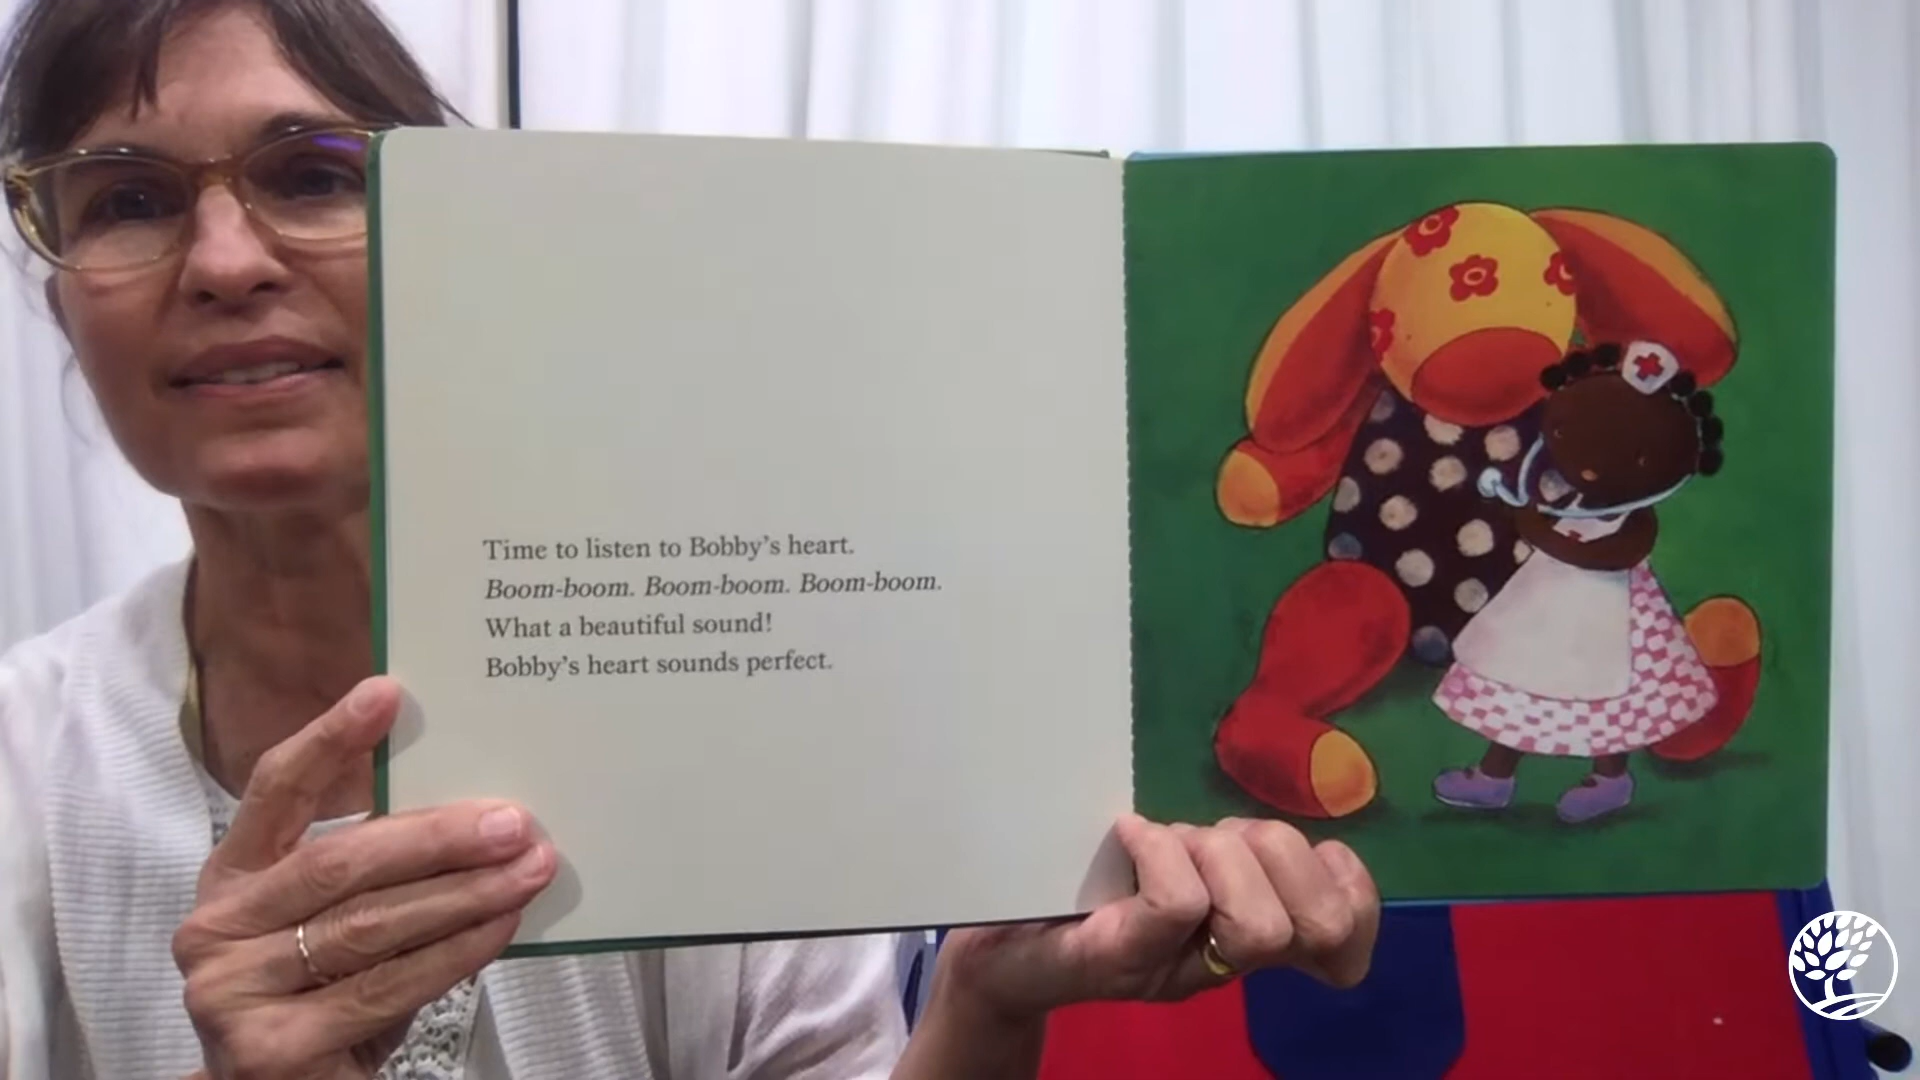 Time to listen to Bobby's heart.
Boom-boom. Boom-boom. Boom-boom.
What a beautiful sound!
Bobby's heart sounds perfect.